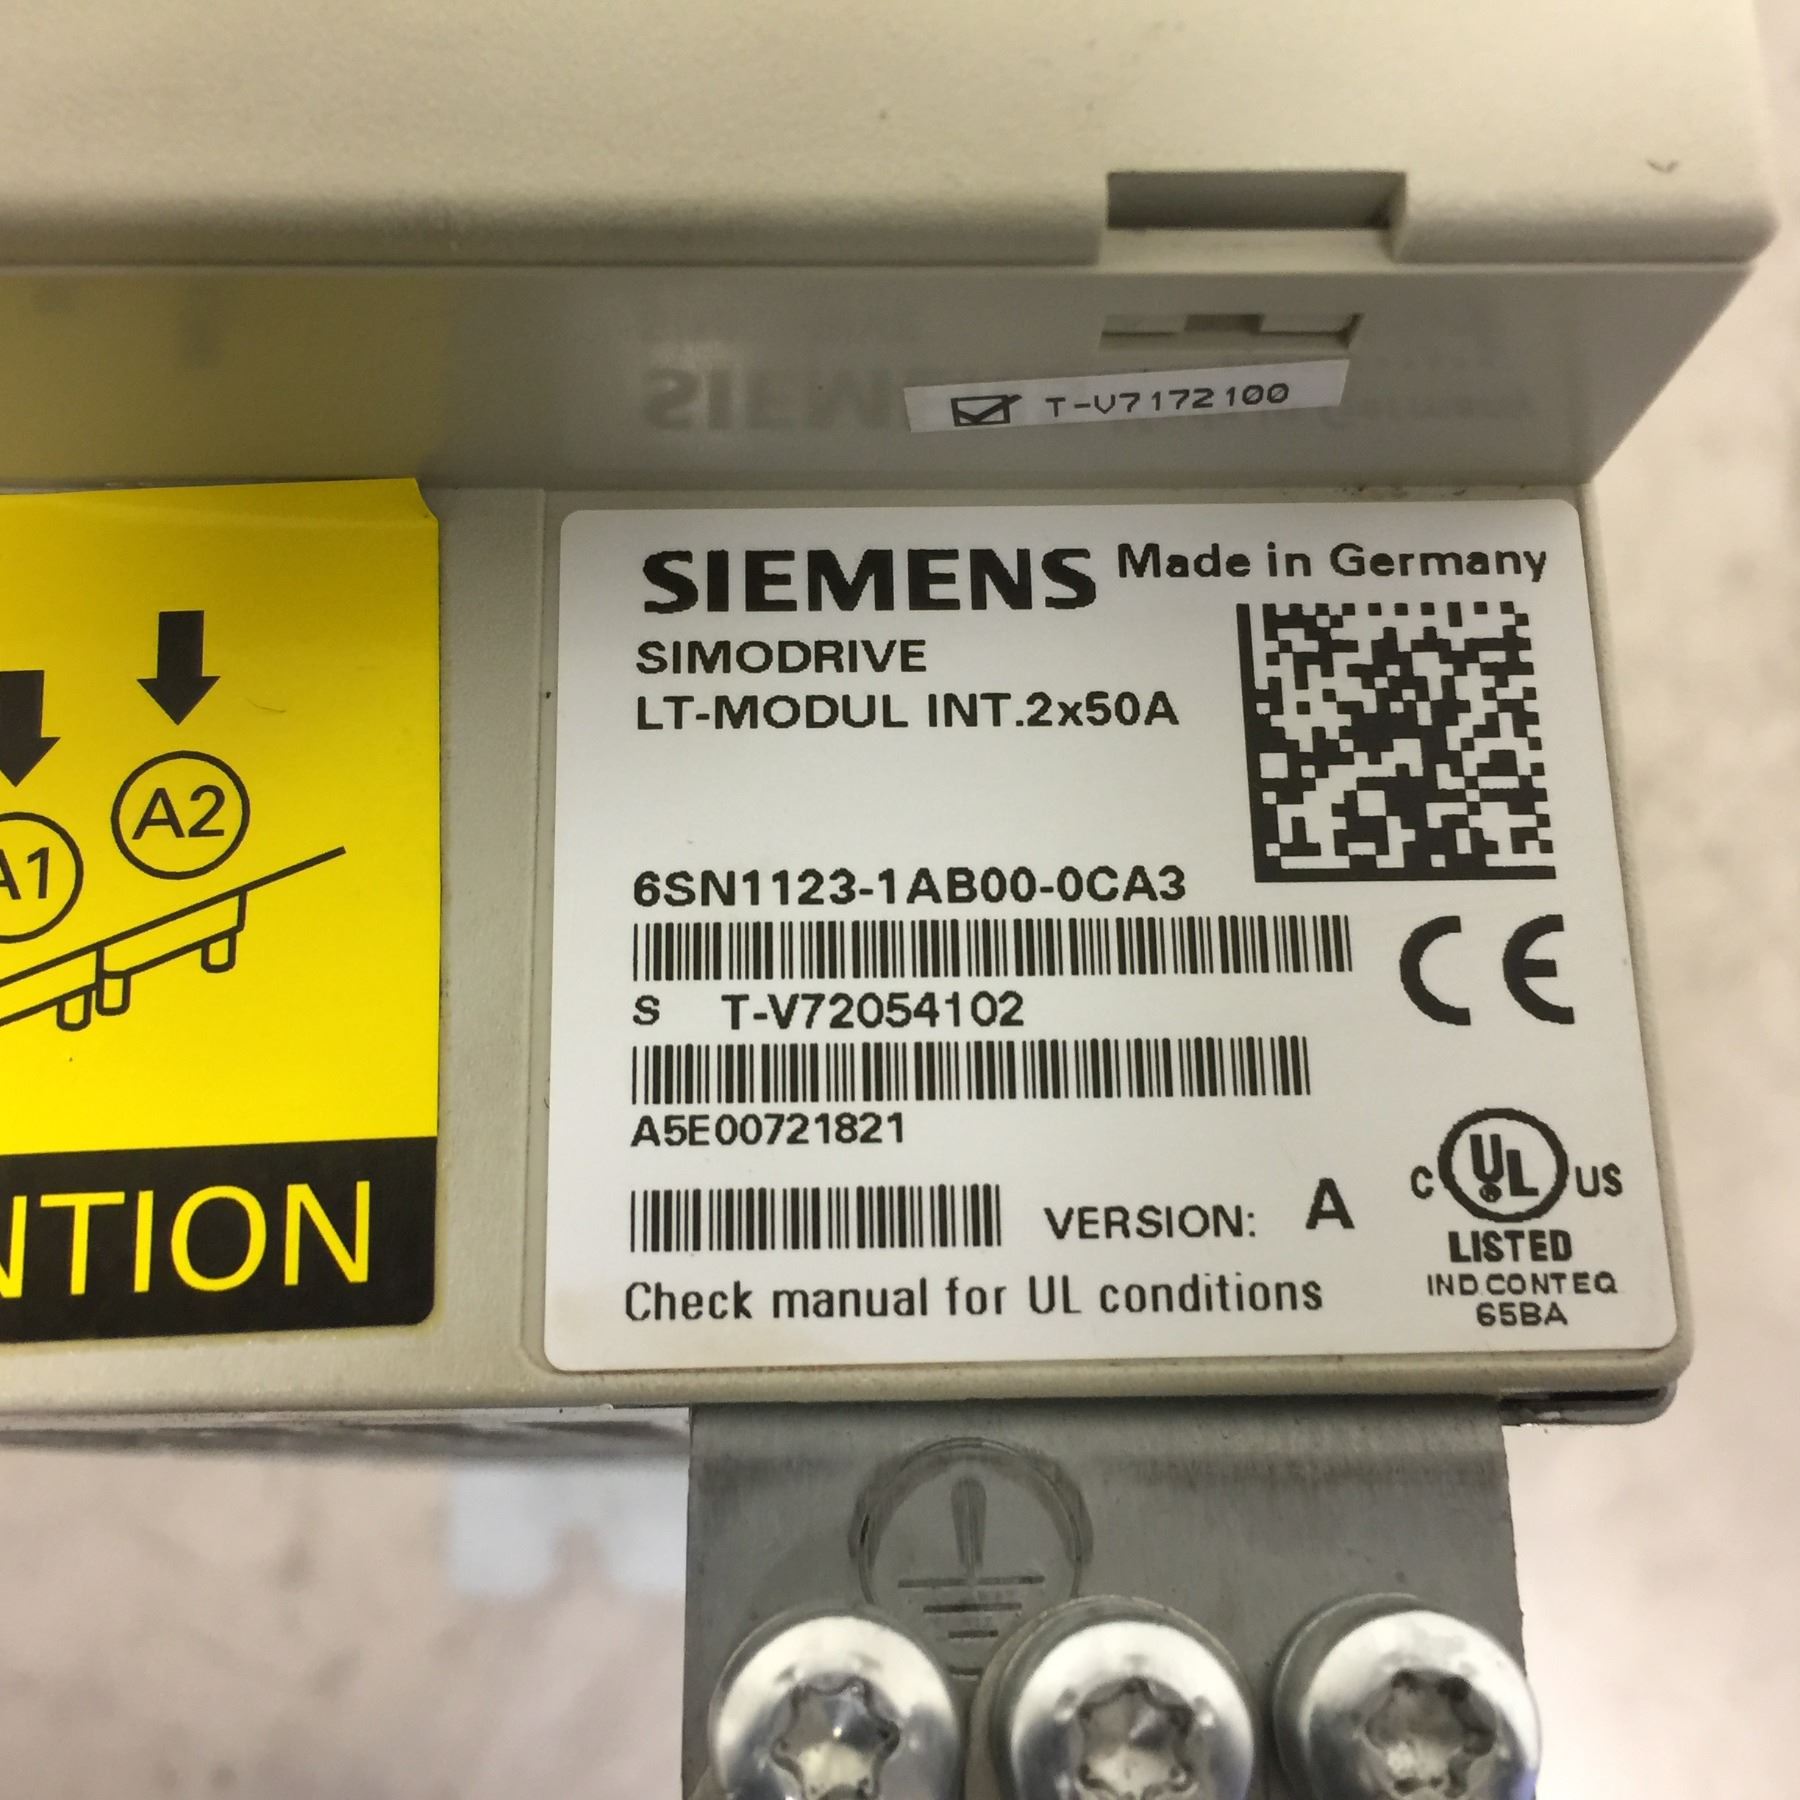 T-V7172100
SIEMENS Made in Germany
SIMODRIVE
LT-MODUL INT.2x50A
6SN1123-1AB00-0CA3
S T-V72054102
A5E00721821
VERSION: A
Check manual for UL conditions
CE
C UL US
LISTED
IND.CONT.EQ
65BA
A1
A2
NTION